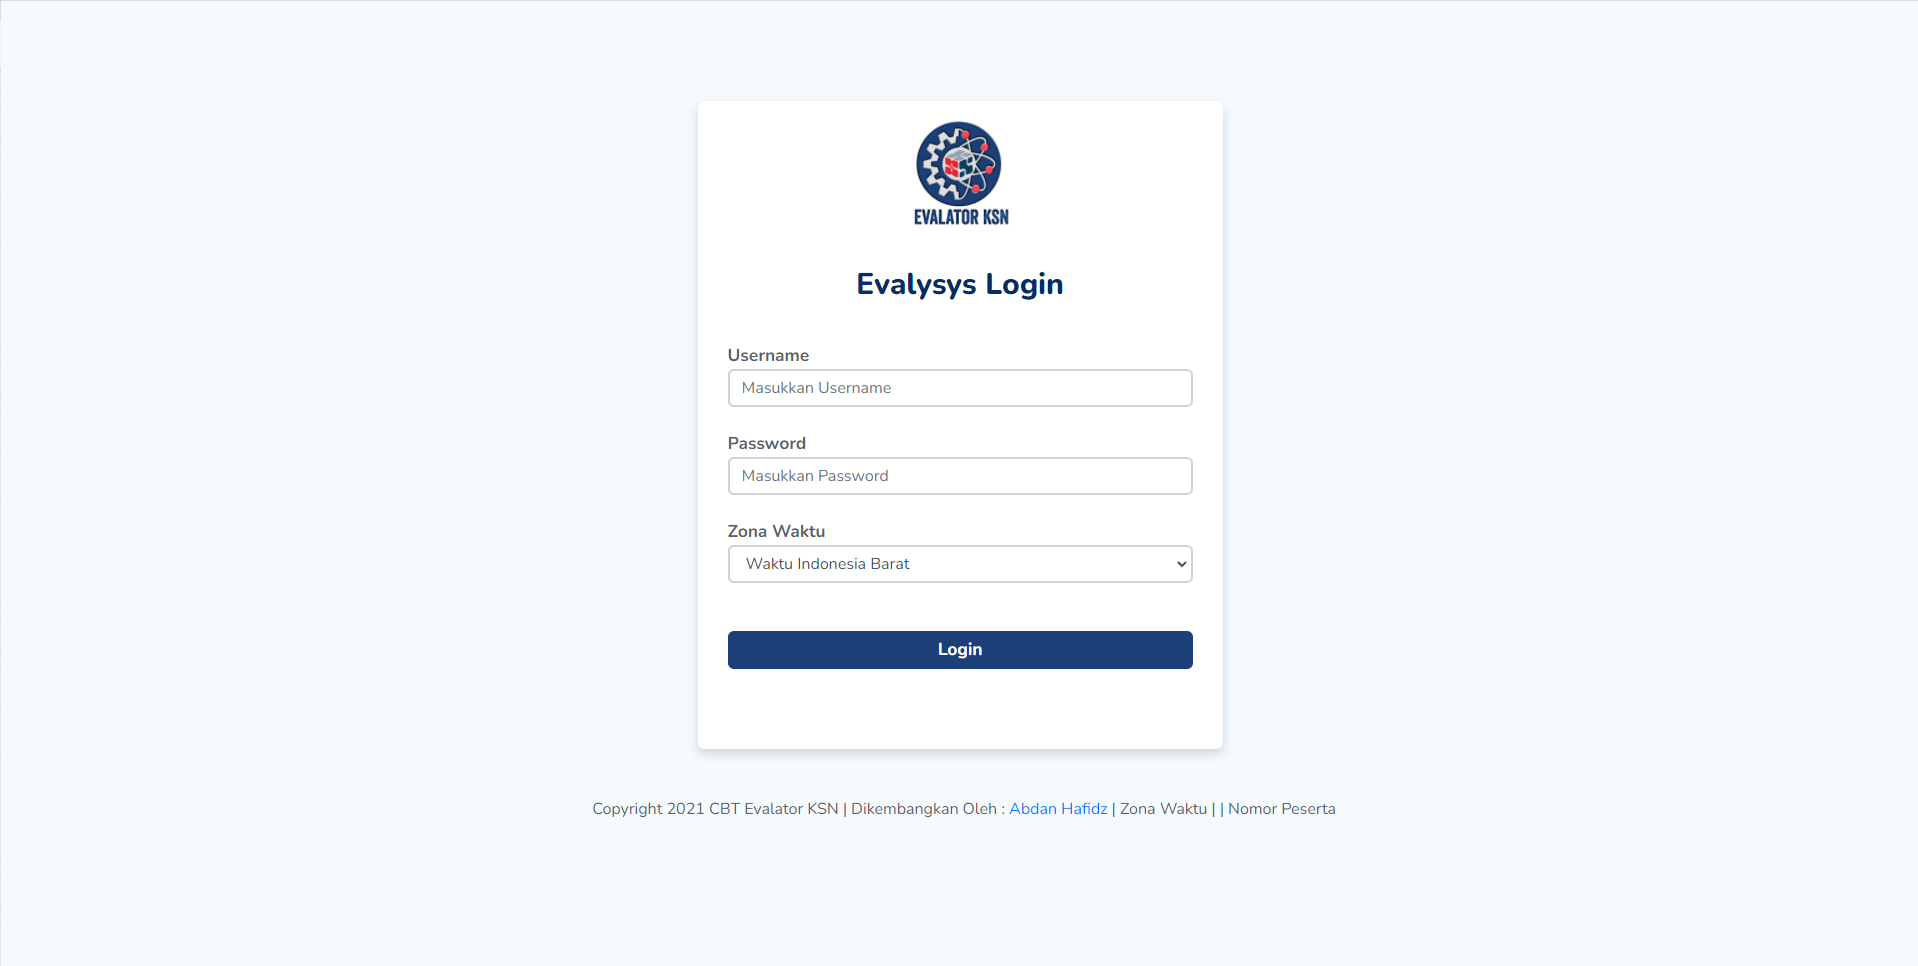 EVALATOR KSN
Evalysys Login
Username
Masukkan Username
Password
Masukkan Password
Zona Waktu
Waktu Indonesia Barat
Login
Copyright 2021 CBT Evalator KSN | Dikembangkan Oleh : Abdan Hafidz | Zona Waktu | | Nomor Peserta